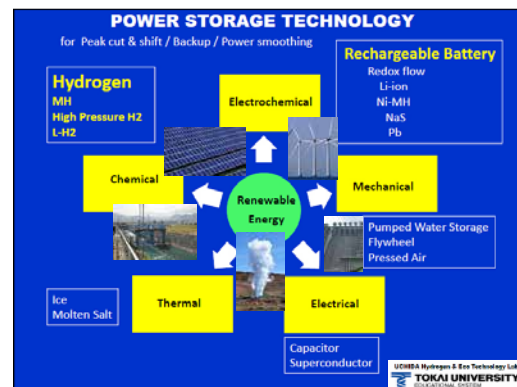 POWER STORAGE TECHNOLOGY
for Peak cut & shift / Backup / Power smoothing
Hydrogen
MH
High Pressure H2
L-H2
Electrochemical
Rechargeable Battery
Redox flow
Li-ion
Ni-MH
NaS
Pb
Chemical
Renewable
Energy
Mechanical
Pumped Water Storage
Flywheel
Pressed Air
Ice
Molten Salt
Thermal
Electrical
Capacitor
Superconductor
UCHIDA Hydrogen & Eco Technology Lab
TOKAI UNIVERSITY
EDUCATIONAL SYSTEM